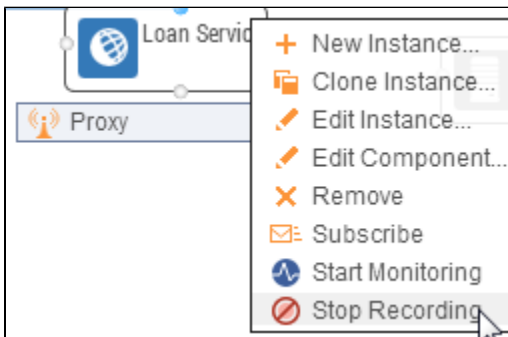 Loan Servic
Proxy
New Instance...
Clone Instance...
Edit Instance...
Edit Component...
Remove
Subscribe
Start Monitoring
Stop Recording